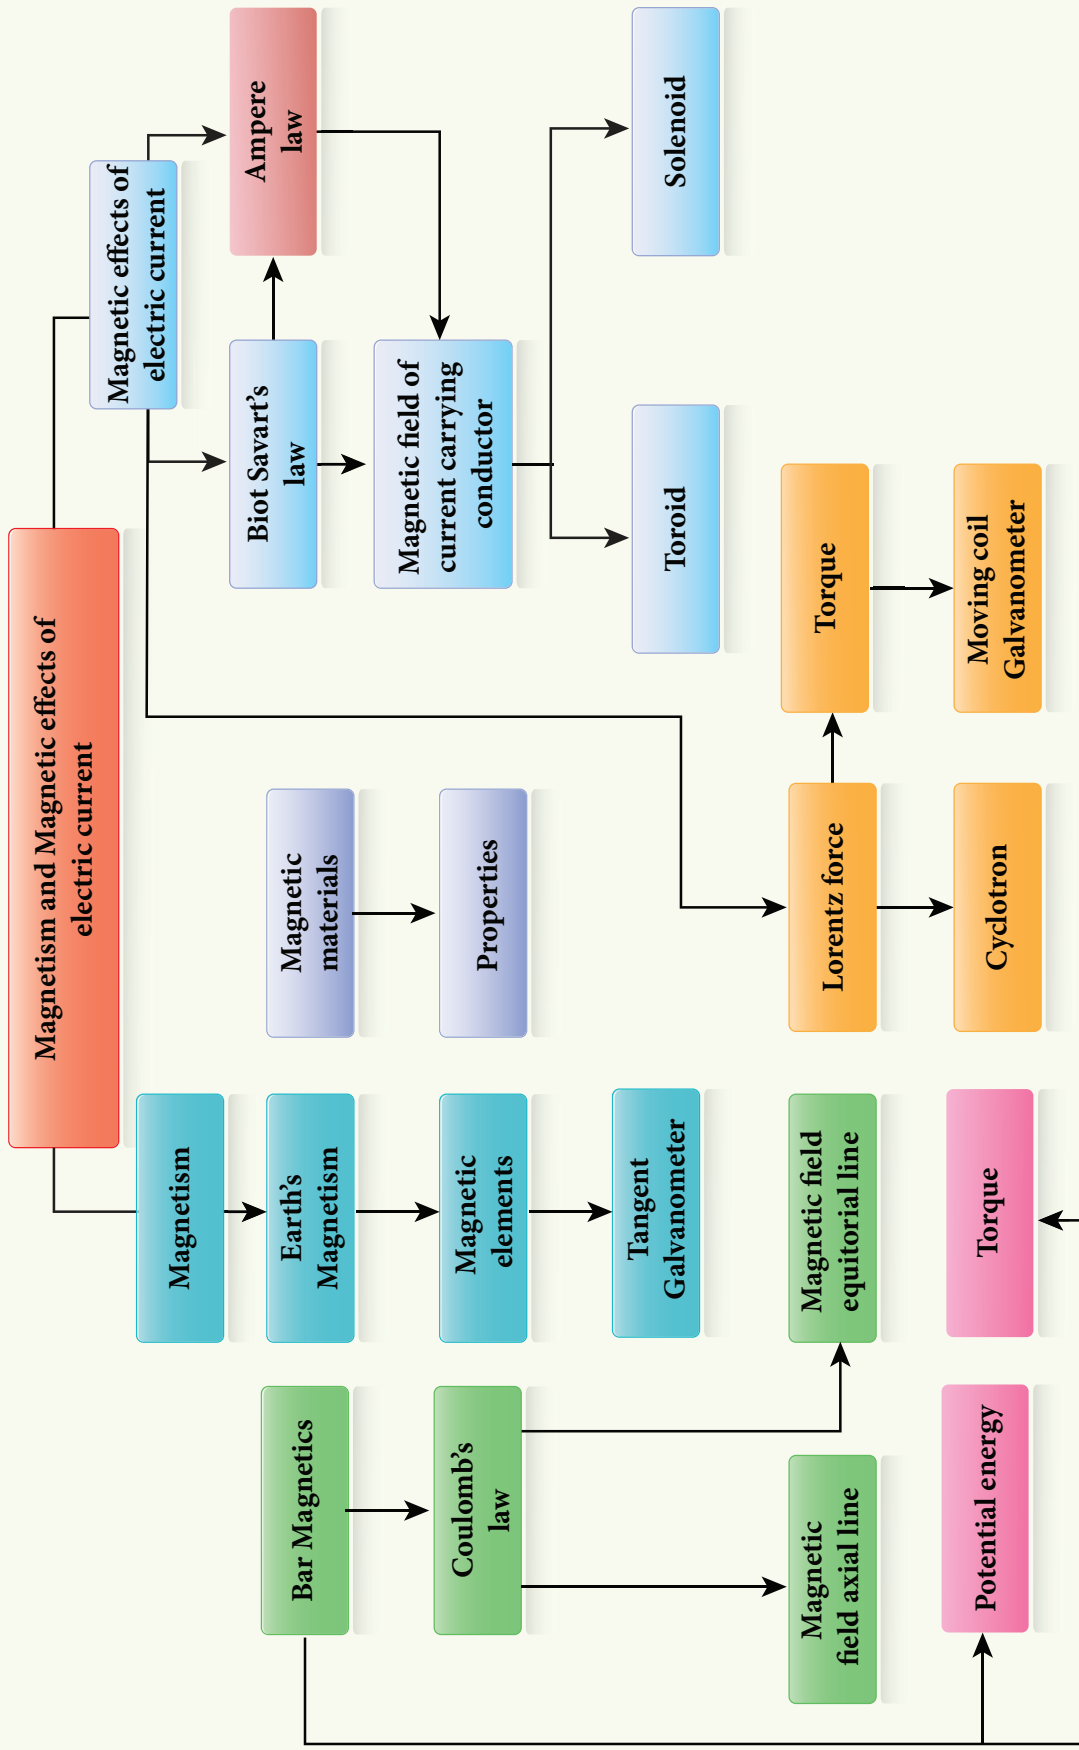 Magnetism and Magnetic effects of
electric current
Magnetism
Magnetic effects of
electric current
Bar Magnetics
Earth's
Magnetism
Magnetic
materials
Biot Savart's
law
Ampere
law
Coulomb's
law
Magnetic
elements
Properties
Magnetic field of
current carrying
conductor
Tangent
Galvanometer
Toroid
Solenoid
Magnetic
field axial line
Magnetic field
equitorial line
Lorentz force
Torque
Potential energy
Torque
Cyclotron
Moving coil
Galvanometer